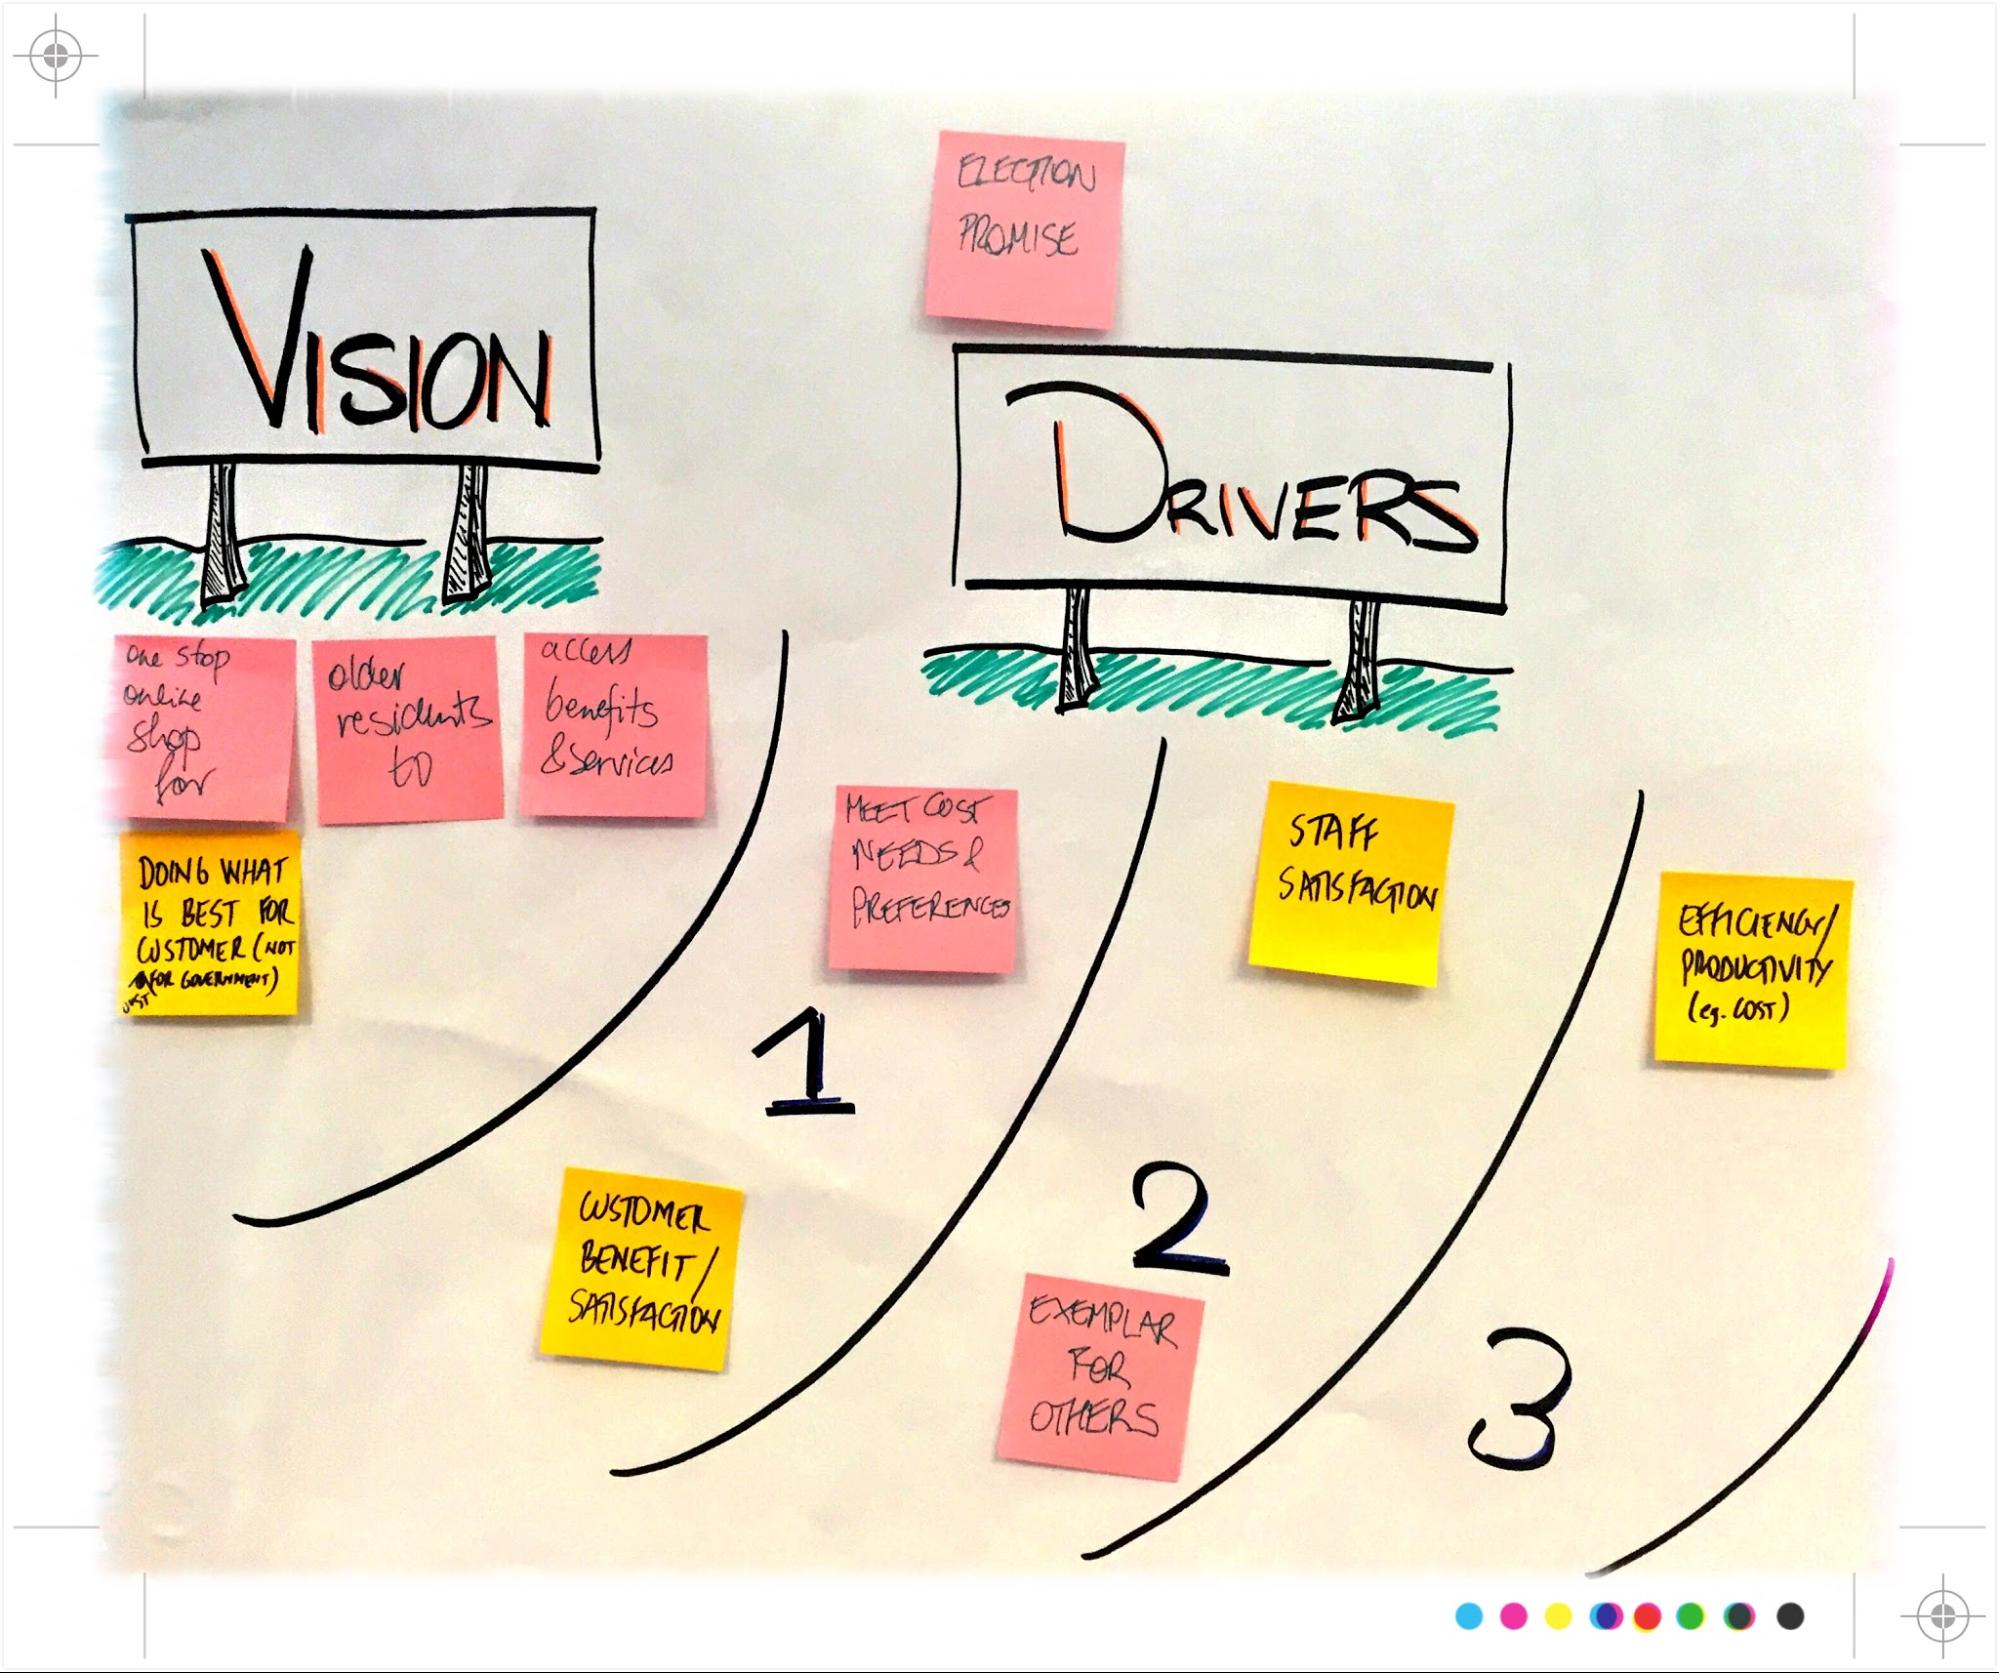 ELECTION
PROMISE
VISION
DRIVERS
one stop
online
shop
for
older
residents
to
access
benefits
& services
DOING WHAT
IS BEST FOR
CUSTOMER (NOT
JUST FOR GOVERNMENT)
MEET COST
NEEDS &
PREFERENCES
STAFF
SATISFACTION
EFFICIENCY/
PRODUCTIVITY
(eg. COST)
1
CUSTOMER
BENEFIT/
SATISFACTION
2
EXEMPLAR
FOR
OTHERS
3